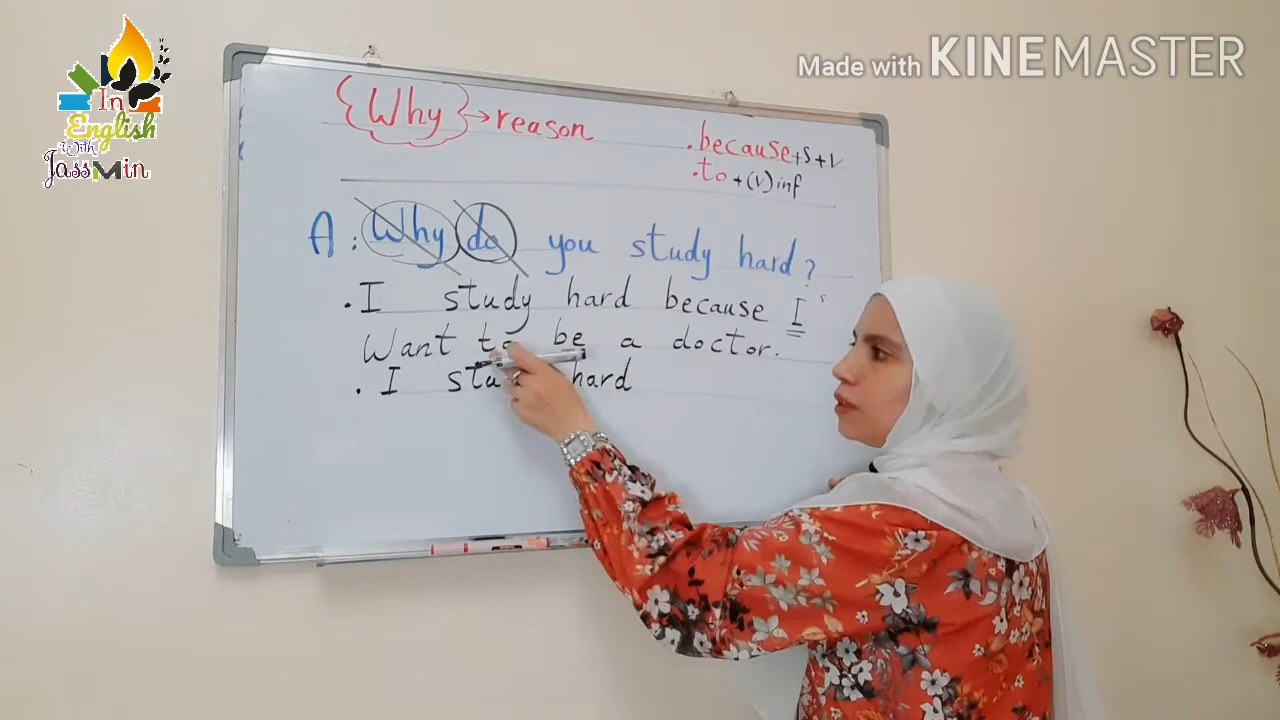 In
English
With
JassMin
Made with KINEMASTER
Why → reason
.because+S+V
.to +(V)inf
A: Why do you study hard?
.I study hard because I s
Want to be a doctor.
.I study hard